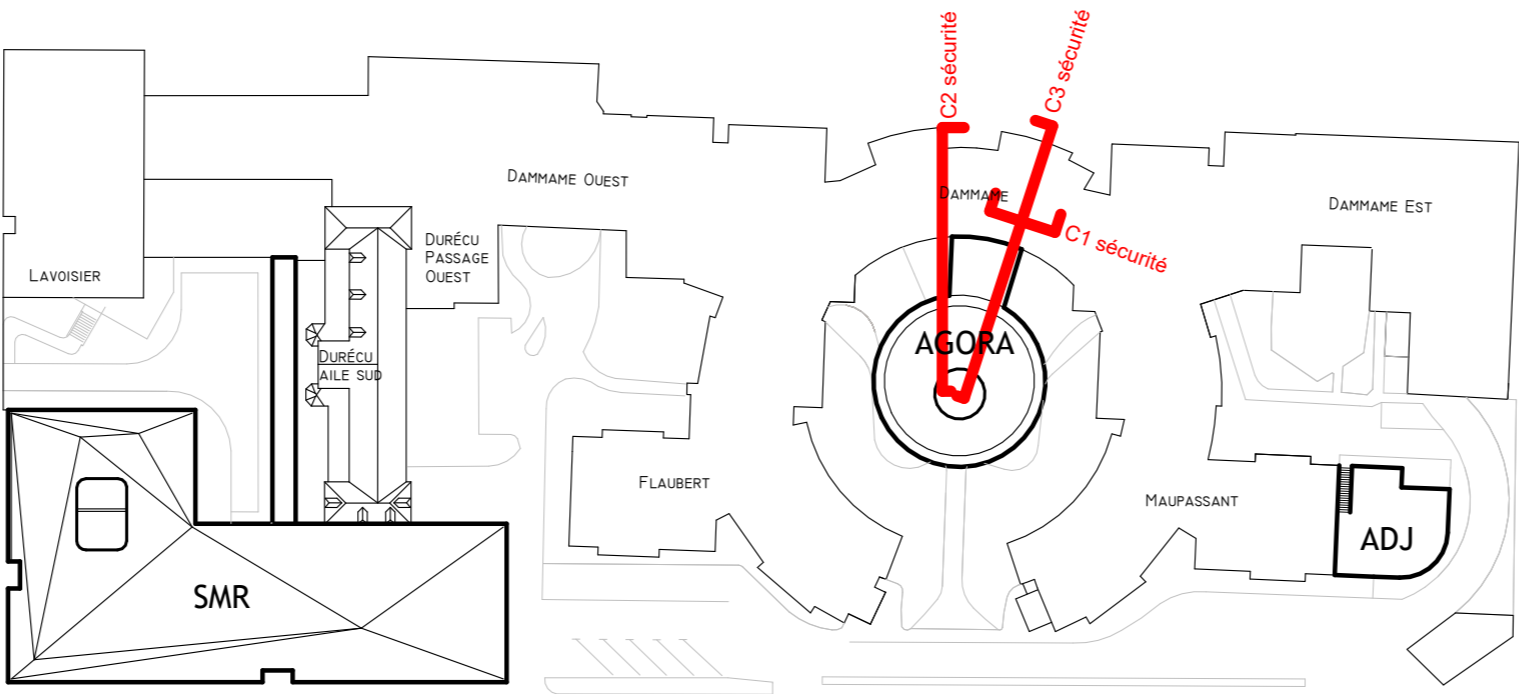 C2 sécurité
C3 sécurité
DAMMAME OUEST
DAMMAME
DAMMAME EST
C1 sécurité
DURÉCU
PASSAGE
OUEST
LAVOISIER
AGORA
DURÉCU
AILE SUD
FLAUBERT
MAUPASSANT
ADJ
SMR